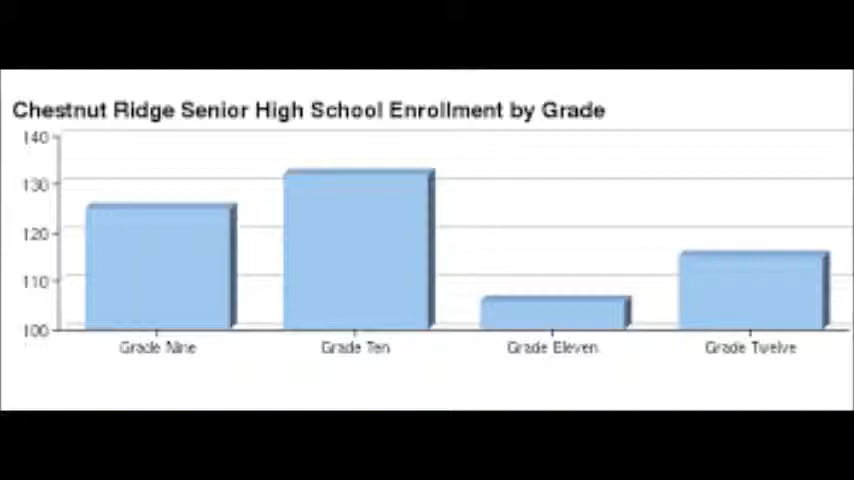 Chestnut Ridge Senior High School Enrollment by Grade
140
130
120
110
100
Grade Nine Grade Ten Grade Eleven Grade Twelve